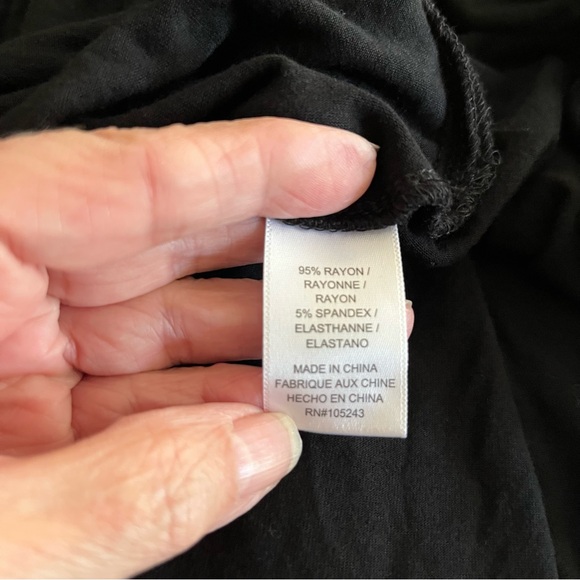 95% RAYON /
RAYONNE /
RAYON
5% SPANDEX /
ELASTHANNE /
ELASTANO
MADE IN CHINA
FABRIQUE AUX CHINE
HECHO EN CHINA
RN#105243